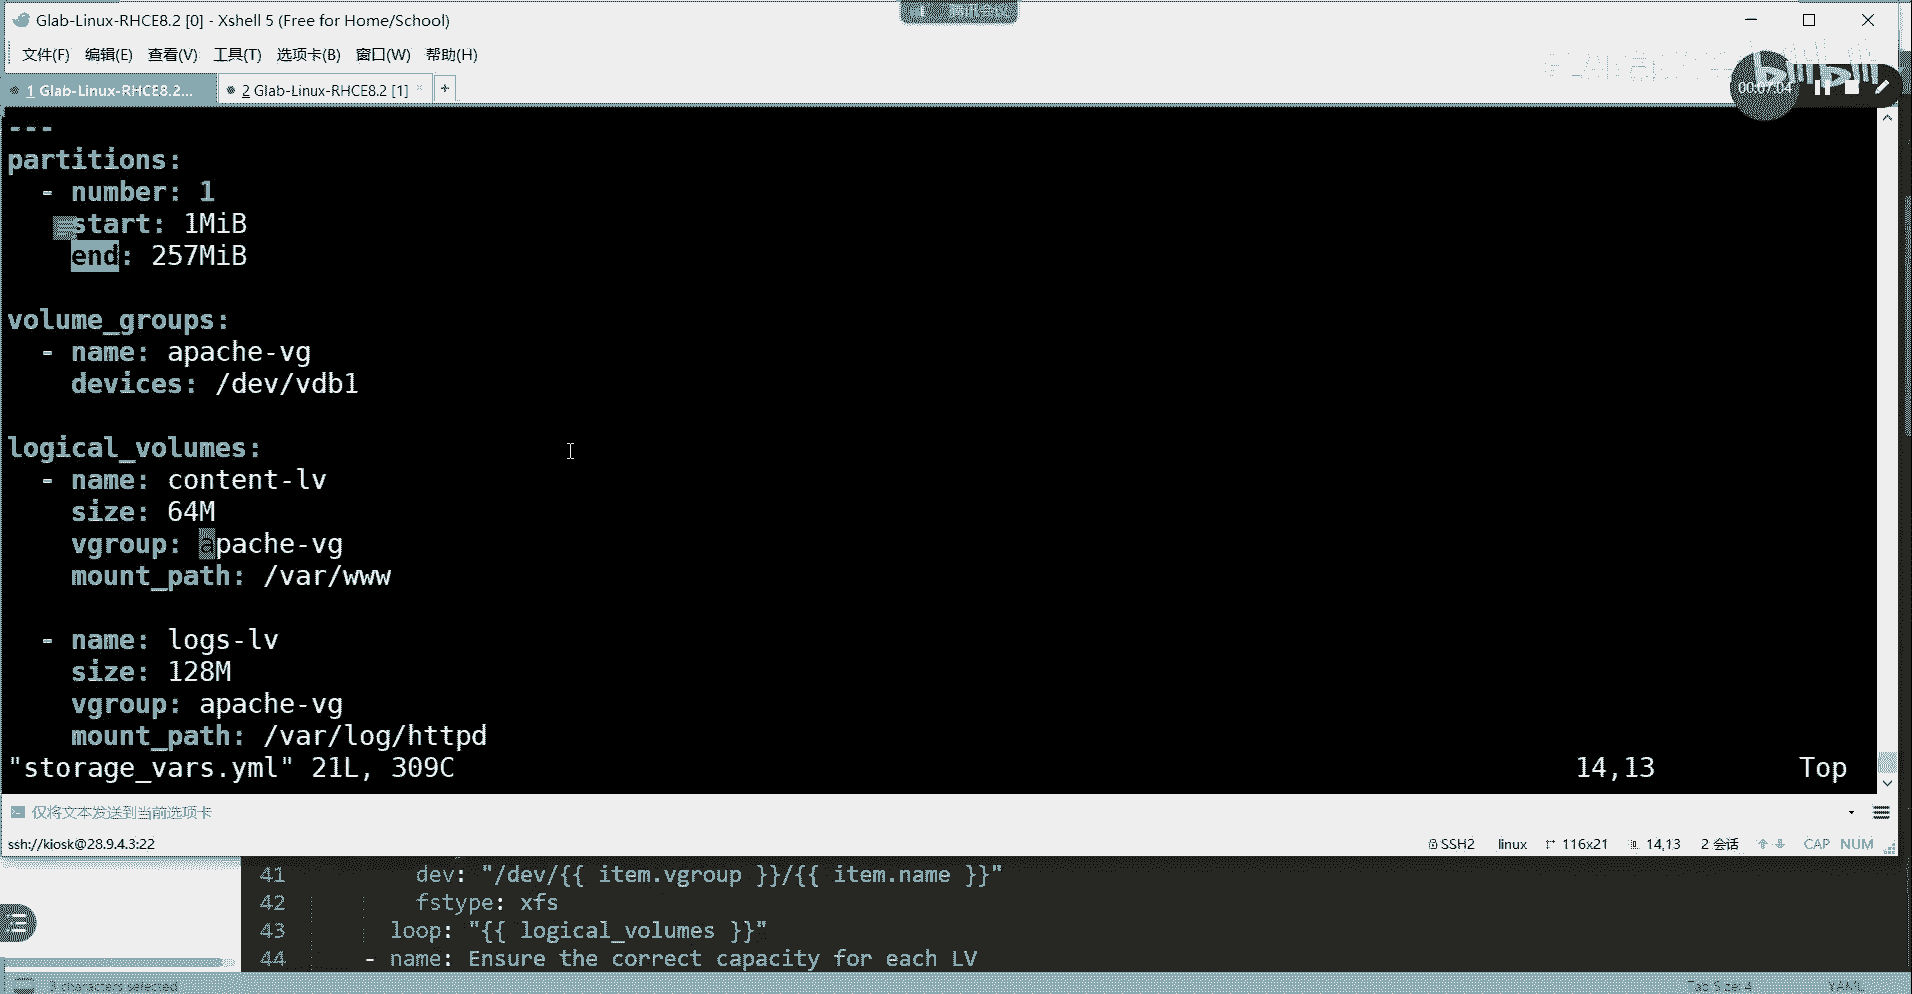 Glab-Linux-RHCE8.2 [0] - Xshell 5 (Free for Home/School)
腾讯会议
文件(F) 编辑(E) 查看(V) 工具(T) 选项卡(B) 窗口(W) 帮助(H)
1 Glab-Linux-RHCE8.2... 2 Glab-Linux-RHCE8.2 [1] × +
00:07:04
---
partitions:
- number: 1
start: 1MiB
end: 257MiB
volume_groups:
- name: apache-vg
devices: /dev/vdb1
logical_volumes:
- name: content-lv
size: 64M
vgroup: apache-vg
mount_path: /var/www
- name: logs-lv
size: 128M
vgroup: apache-vg
mount_path: /var/log/httpd
"storage_vars.yml" 21L, 309C 14,13 Top
仅将文本发送到当前选项卡
ssh://kiosk@28.9.4.3:22 SSH2 linux 116x21 14,13 2 会话 CAP NUM
41 dev: "/dev/{{ item.vgroup }}/{{ item.name }}"
42 fstype: xfs
43 loop: "{{ logical_volumes }}"
44 - name: Ensure the correct capacity for each LV
3 characters selected Tab Size: 4 YAML